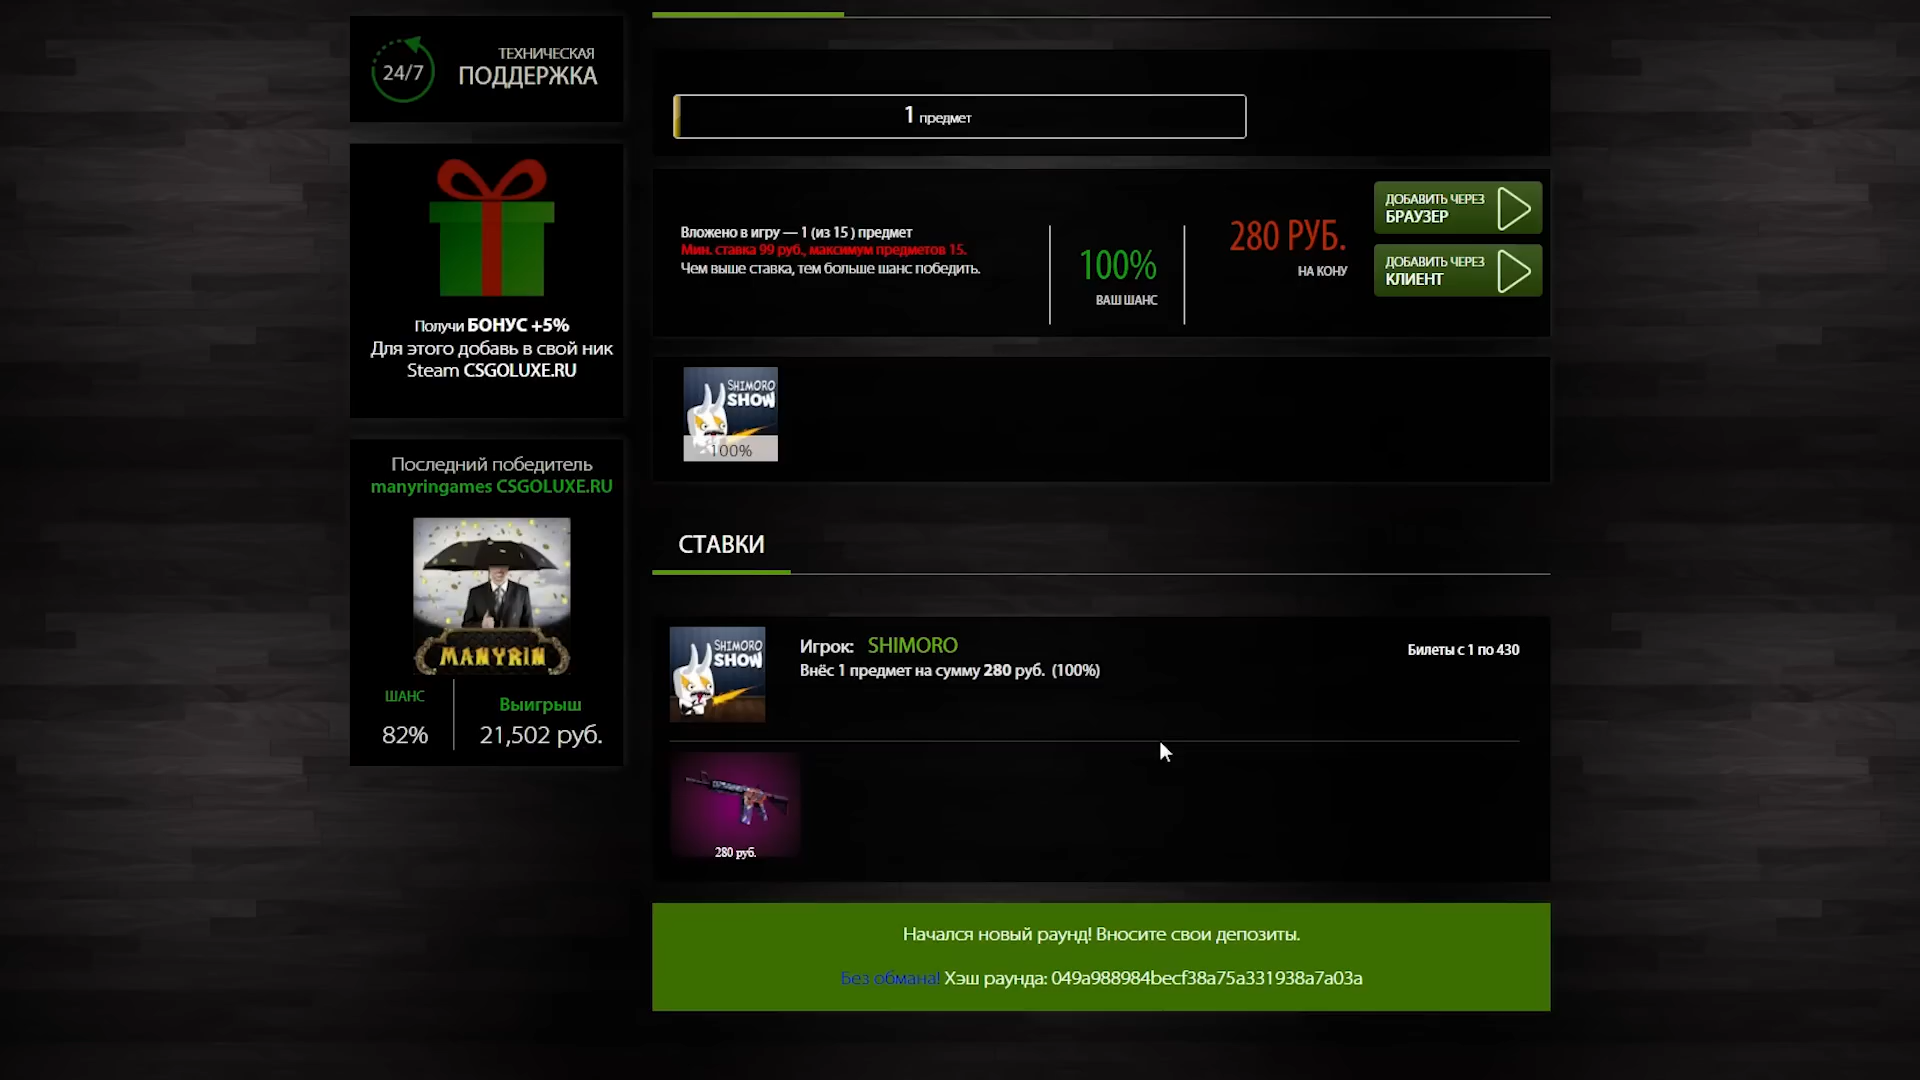 24/7
ТЕХНИЧЕСКАЯ
ПОДДЕРЖКА
Получи БОНУС +5%
Для этого добавь в свой ник
Steam CSGOLUXE.RU
Последний победитель
manyringames CSGOLUXE.RU
MANYRIN
ШАНС
82%
Выигрыш
21,502 руб.
1 предмет
Вложено в игру — 1 (из 15 ) предмет
Мин. ставка 99 руб., максимум предметов 15.
Чем выше ставка, тем больше шанс победить.
100%
ВАШ ШАНС
280 РУБ.
НА КОНУ
ДОБАВИТЬ ЧЕРЕЗ
БРАУЗЕР
ДОБАВИТЬ ЧЕРЕЗ
КЛИЕНТ
SHIMORO
SHOW
100%
СТАВКИ
SHIMORO
SHOW
Игрок: SHIMORO
Внёс 1 предмет на сумму 280 руб. (100%)
Билеты с 1 по 430
280 руб.
Начался новый раунд! Вносите свои депозиты.
Без обмана! Хэш раунда: 049a988984becf38a75a331938a7a03a